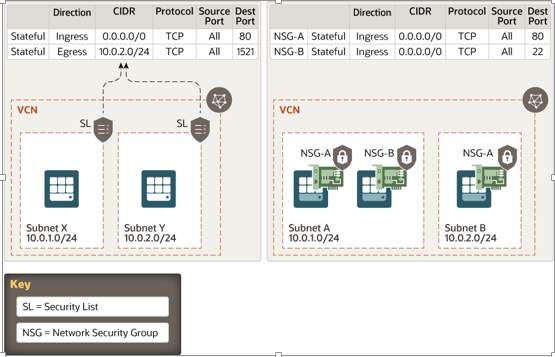 Direction CIDR Protocol Source Port Dest Port
Stateful Ingress 0.0.0.0/0 TCP All 80
Stateful Egress 10.0.2.0/24 TCP All 1521
VCN
SL
SL
Subnet X
10.0.1.0/24
Subnet Y
10.0.2.0/24
Direction CIDR Protocol Source Port Dest Port
NSG-A Stateful Ingress 0.0.0.0/0 TCP All 80
NSG-B Stateful Ingress 0.0.0.0/0 TCP All 22
VCN
NSG-A
NSG-B
NSG-A
Subnet A
10.0.1.0/24
Subnet B
10.0.2.0/24
Key
SL = Security List
NSG = Network Security Group